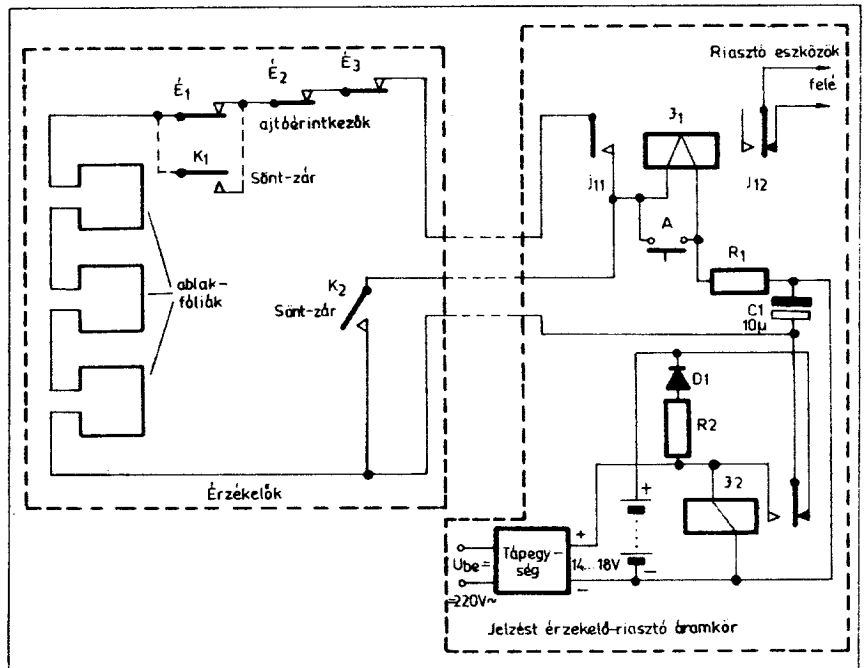 Riasztó eszközök
felé
É1
É2
É3
ajtóérintkezők
K1
Sönt-zár
ablak-
fóliák
K2
Sönt-zár
Érzékelők
j11
J1
j12
A
R1
C1
10µ
D1
R2
J2
+
Ube=
=220V~
Tápegy-
ség
+
14...18V
-
+
-
Jelzést érzékelő-riasztó áramkör